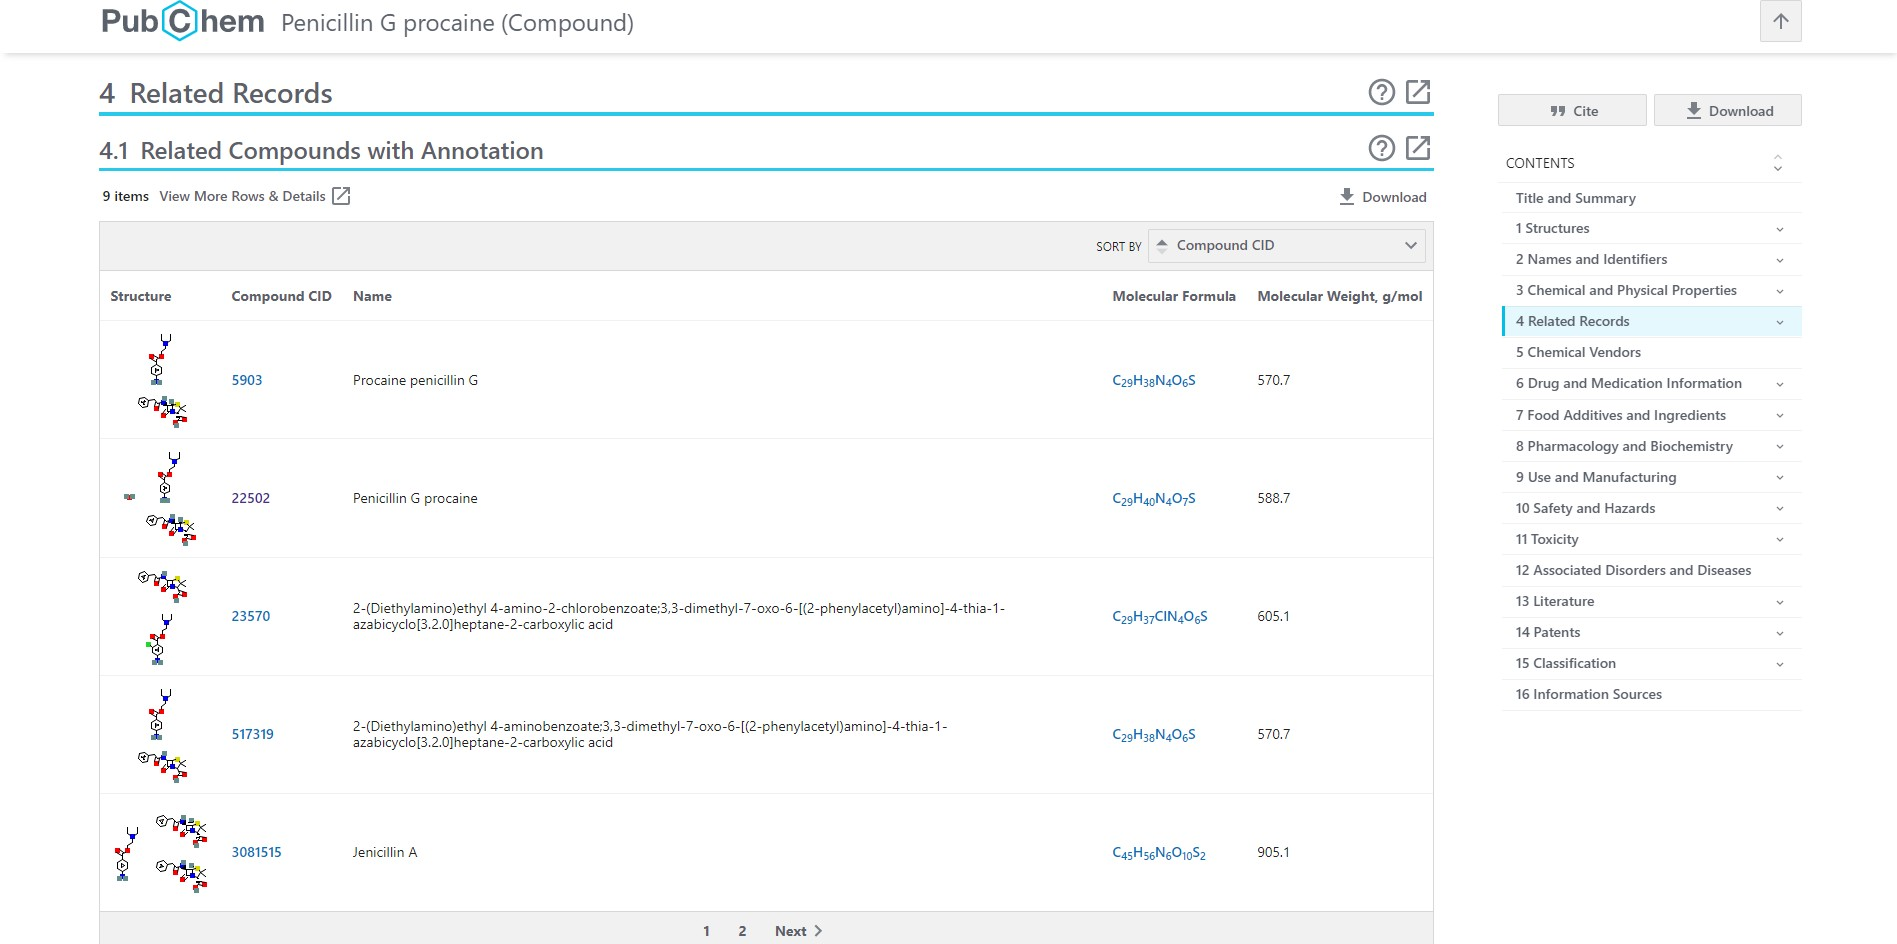 PubChem Penicillin G procaine (Compound)
4 Related Records
4.1 Related Compounds with Annotation
9 items View More Rows & Details Download
SORT BY Compound CID
Structure Compound CID Name Molecular Formula Molecular Weight, g/mol
5903 Procaine penicillin G C₂₉H₃₈N₄O₆S 570.7
22502 Penicillin G procaine C₂₉H₄₀N₄O₇S 588.7
23570 2-(Diethylamino)ethyl 4-amino-2-chlorobenzoate;3,3-dimethyl-7-oxo-6-[(2-phenylacetyl)amino]-4-thia-1-
azabicyclo[3.2.0]heptane-2-carboxylic acid C₂₉H₃₇ClN₄O₆S 605.1
517319 2-(Diethylamino)ethyl 4-aminobenzoate;3,3-dimethyl-7-oxo-6-[(2-phenylacetyl)amino]-4-thia-1-
azabicyclo[3.2.0]heptane-2-carboxylic acid C₂₉H₃₈N₄O₆S 570.7
3081515 Jenicillin A C₄₅H₅₆N₆O₁₀S₂ 905.1
1 2 Next
Cite Download
CONTENTS
Title and Summary
1 Structures
2 Names and Identifiers
3 Chemical and Physical Properties
4 Related Records
5 Chemical Vendors
6 Drug and Medication Information
7 Food Additives and Ingredients
8 Pharmacology and Biochemistry
9 Use and Manufacturing
10 Safety and Hazards
11 Toxicity
12 Associated Disorders and Diseases
13 Literature
14 Patents
15 Classification
16 Information Sources